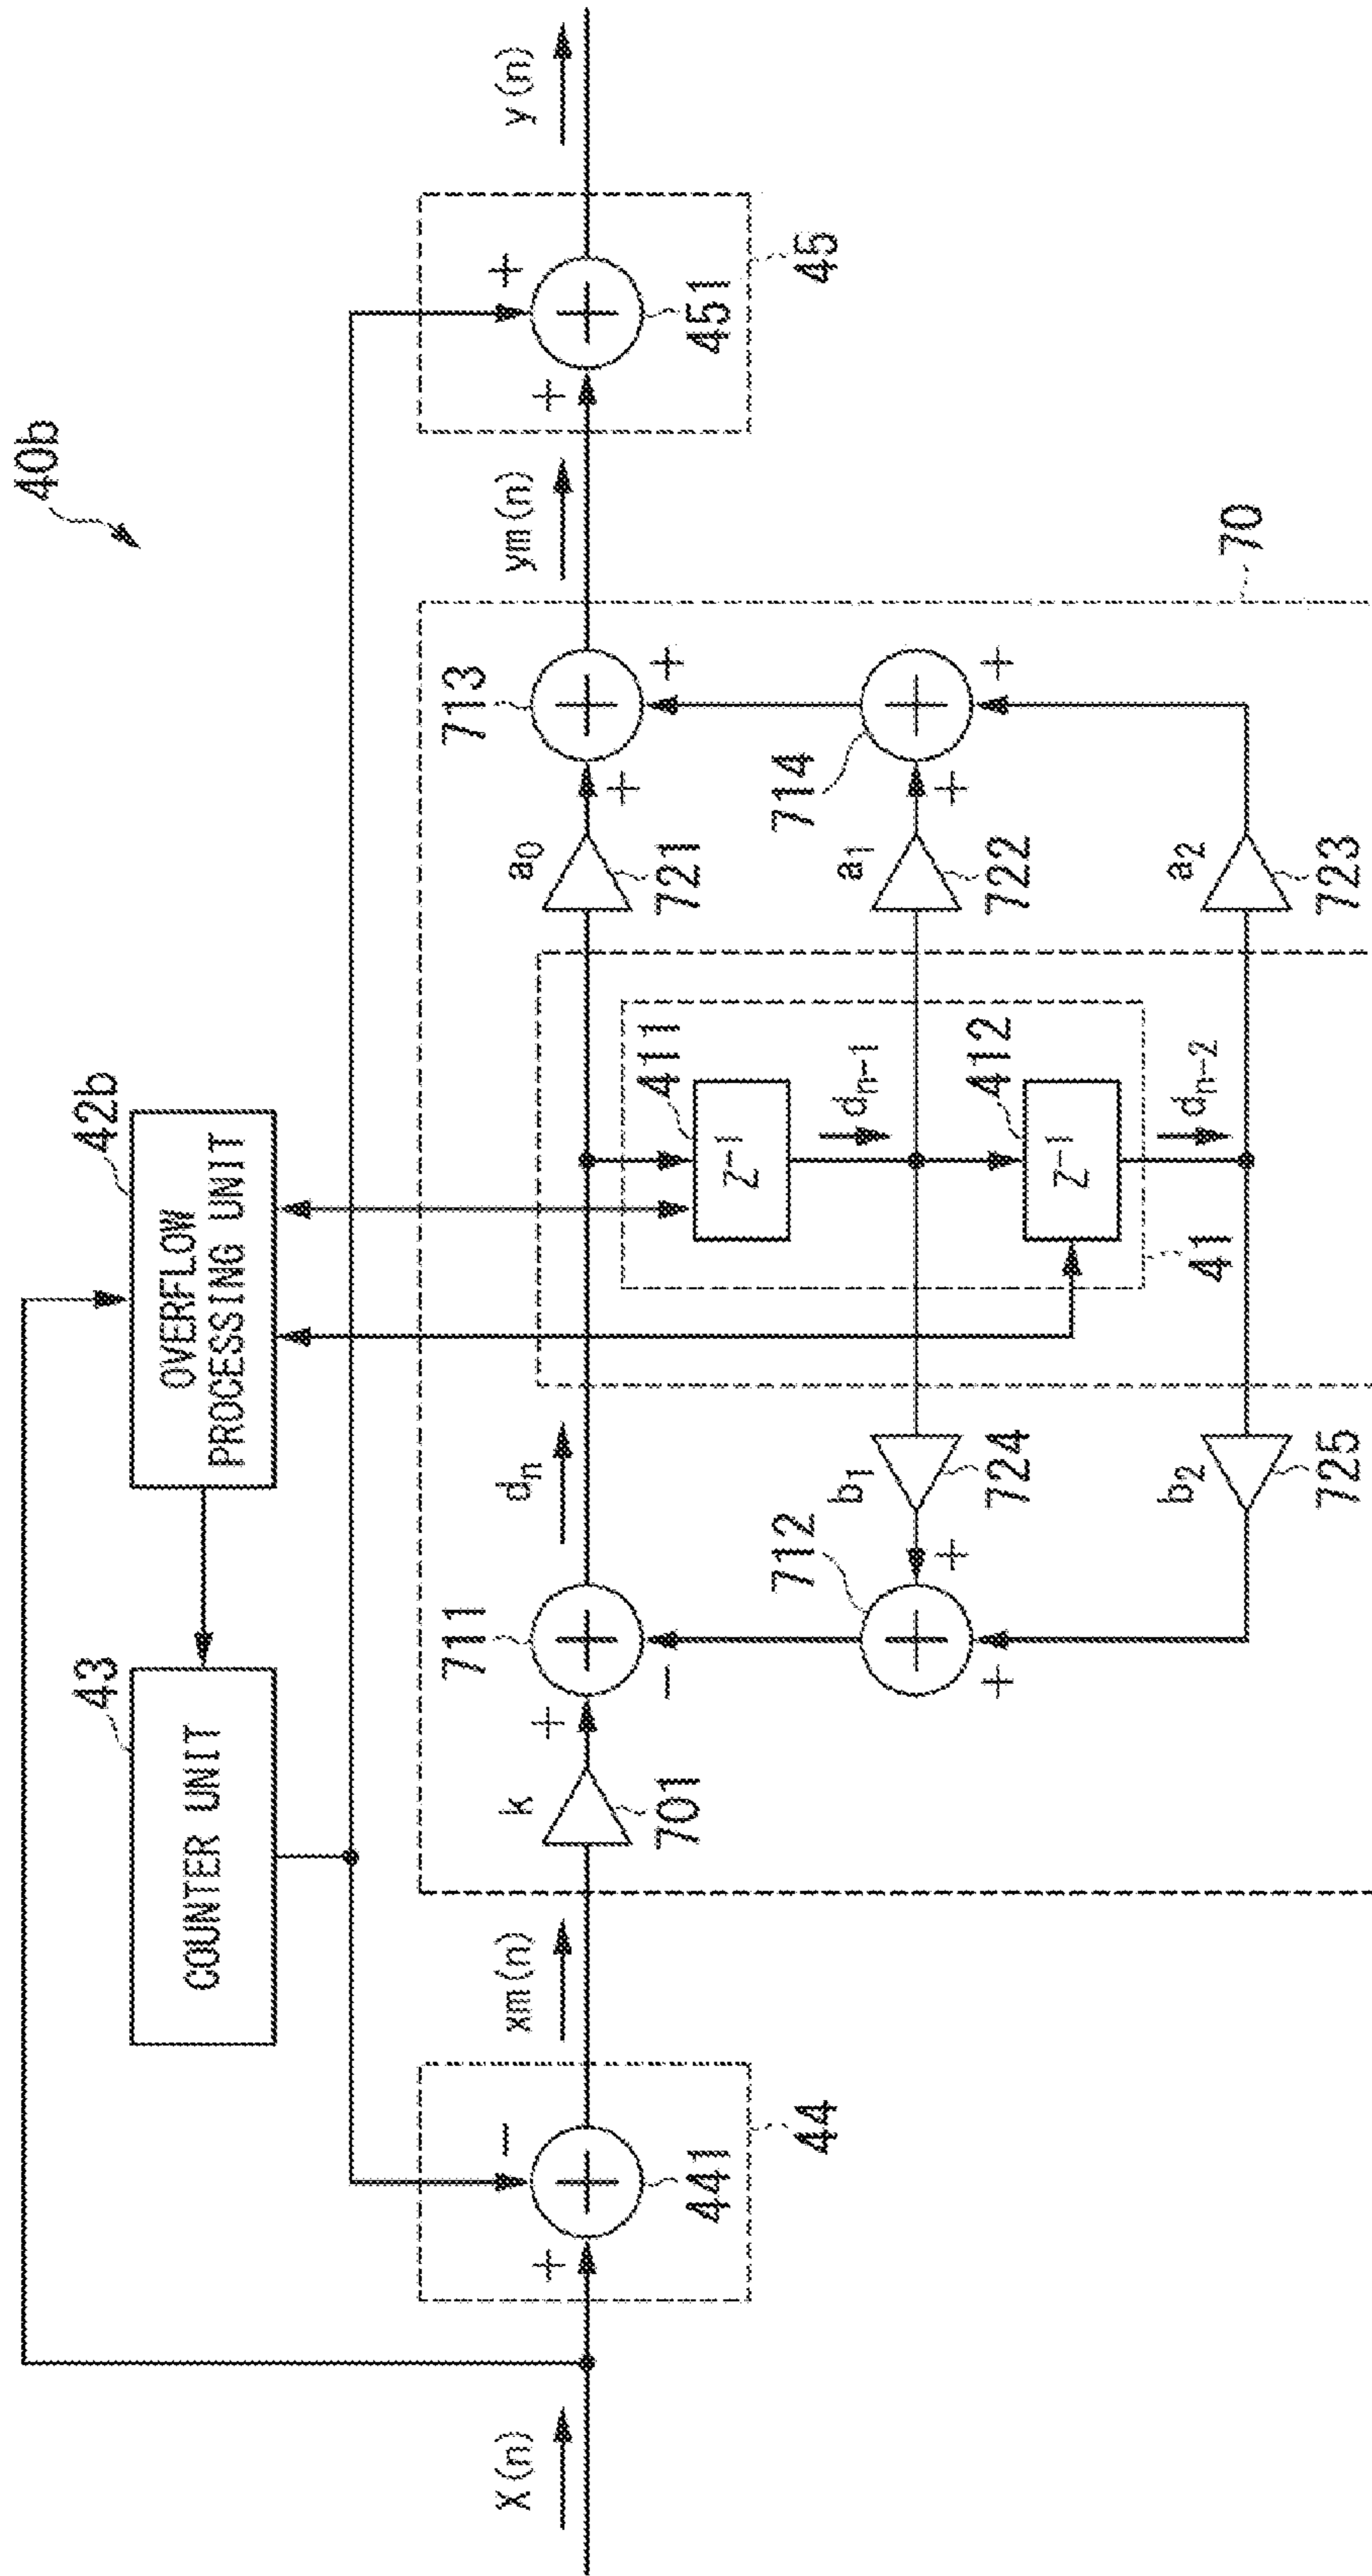 40b
42b
OVERFLOW
PROCESSING UNIT
43
COUNTER UNIT
X(n)
+
−
441
44
xm(n)
k
701
+
711
−
dn
a0
721
+
713
+
ym(n)
+
+
451
45
y(n)
411
Z−1
dn−1
712
+
+
b1
724
a1
722
+
714
+
412
Z−1
dn−2
41
b2
725
a2
723
70